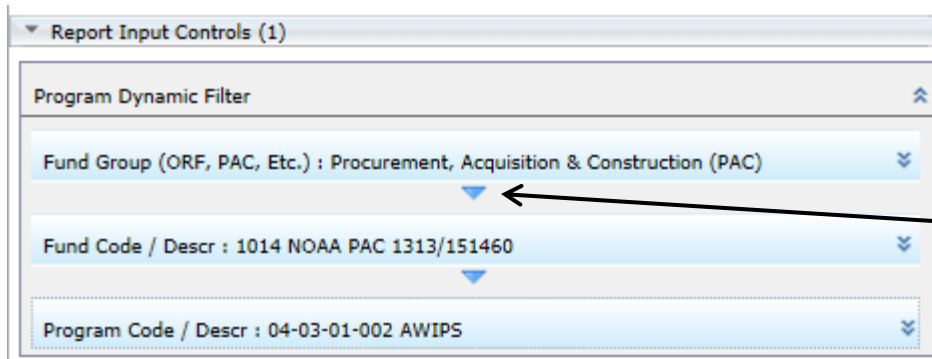 Report Input Controls (1)
Program Dynamic Filter
Fund Group (ORF, PAC, Etc.) : Procurement, Acquisition & Construction (PAC)
Fund Code / Descr : 1014 NOAA PAC 1313/151460
Program Code / Descr : 04-03-01-002 AWIPS